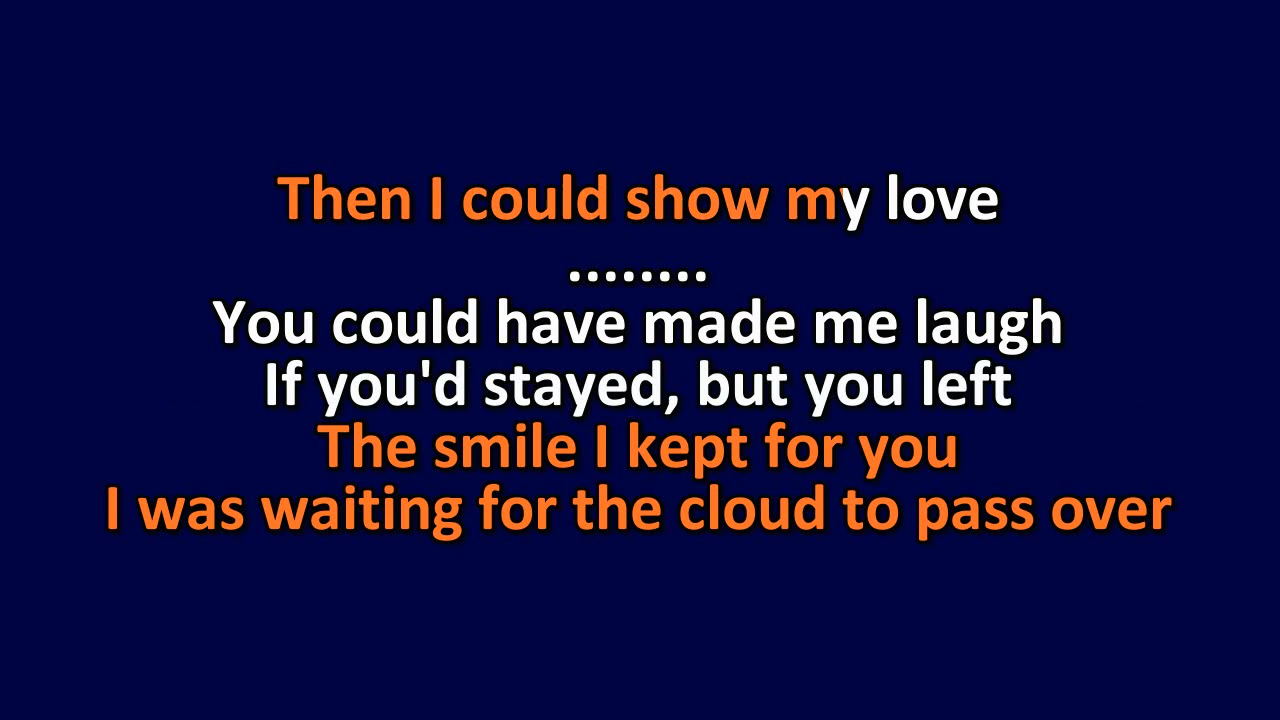 Then I could show my love
........
You could have made me laugh
If you'd stayed, but you left
The smile I kept for you
I was waiting for the cloud to pass over